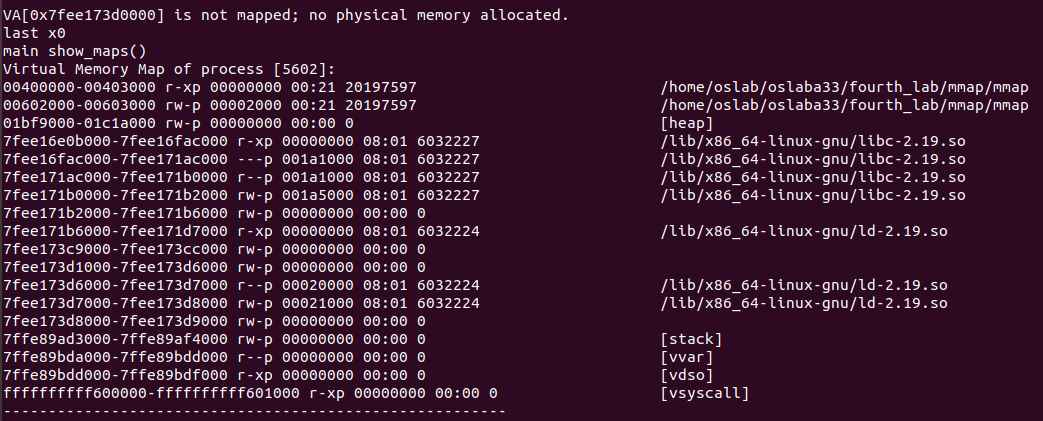 VA[0x7fee173d0000] is not mapped; no physical memory allocated.
last x0
main show_maps()
Virtual Memory Map of process [5602]:
00400000-00403000 r-xp 00000000 00:21 20197597 /home/oslab/oslaba33/fourth_lab/mmap/mmap
00602000-00603000 rw-p 00002000 00:21 20197597 /home/oslab/oslaba33/fourth_lab/mmap/mmap
01bf9000-01c1a000 rw-p 00000000 00:00 0 [heap]
7fee16e0b000-7fee16fac000 r-xp 00000000 08:01 6032227 /lib/x86_64-linux-gnu/libc-2.19.so
7fee16fac000-7fee171ac000 ---p 001a1000 08:01 6032227 /lib/x86_64-linux-gnu/libc-2.19.so
7fee171ac000-7fee171b0000 r--p 001a1000 08:01 6032227 /lib/x86_64-linux-gnu/libc-2.19.so
7fee171b0000-7fee171b2000 rw-p 001a5000 08:01 6032227 /lib/x86_64-linux-gnu/libc-2.19.so
7fee171b2000-7fee171b6000 rw-p 00000000 00:00 0
7fee171b6000-7fee171d7000 r-xp 00000000 08:01 6032224 /lib/x86_64-linux-gnu/ld-2.19.so
7fee173c9000-7fee173cc000 rw-p 00000000 00:00 0
7fee173d1000-7fee173d6000 rw-p 00000000 00:00 0
7fee173d6000-7fee173d7000 r--p 00020000 08:01 6032224 /lib/x86_64-linux-gnu/ld-2.19.so
7fee173d7000-7fee173d8000 rw-p 00021000 08:01 6032224 /lib/x86_64-linux-gnu/ld-2.19.so
7fee173d8000-7fee173d9000 rw-p 00000000 00:00 0
7ffe89ad3000-7ffe89af4000 rw-p 00000000 00:00 0 [stack]
7ffe89bda000-7ffe89bdd000 r--p 00000000 00:00 0 [vvar]
7ffe89bdd000-7ffe89bdf000 r-xp 00000000 00:00 0 [vdso]
ffffffffff600000-ffffffffff601000 r-xp 00000000 00:00 0 [vsyscall]
--------------------------------------------------------